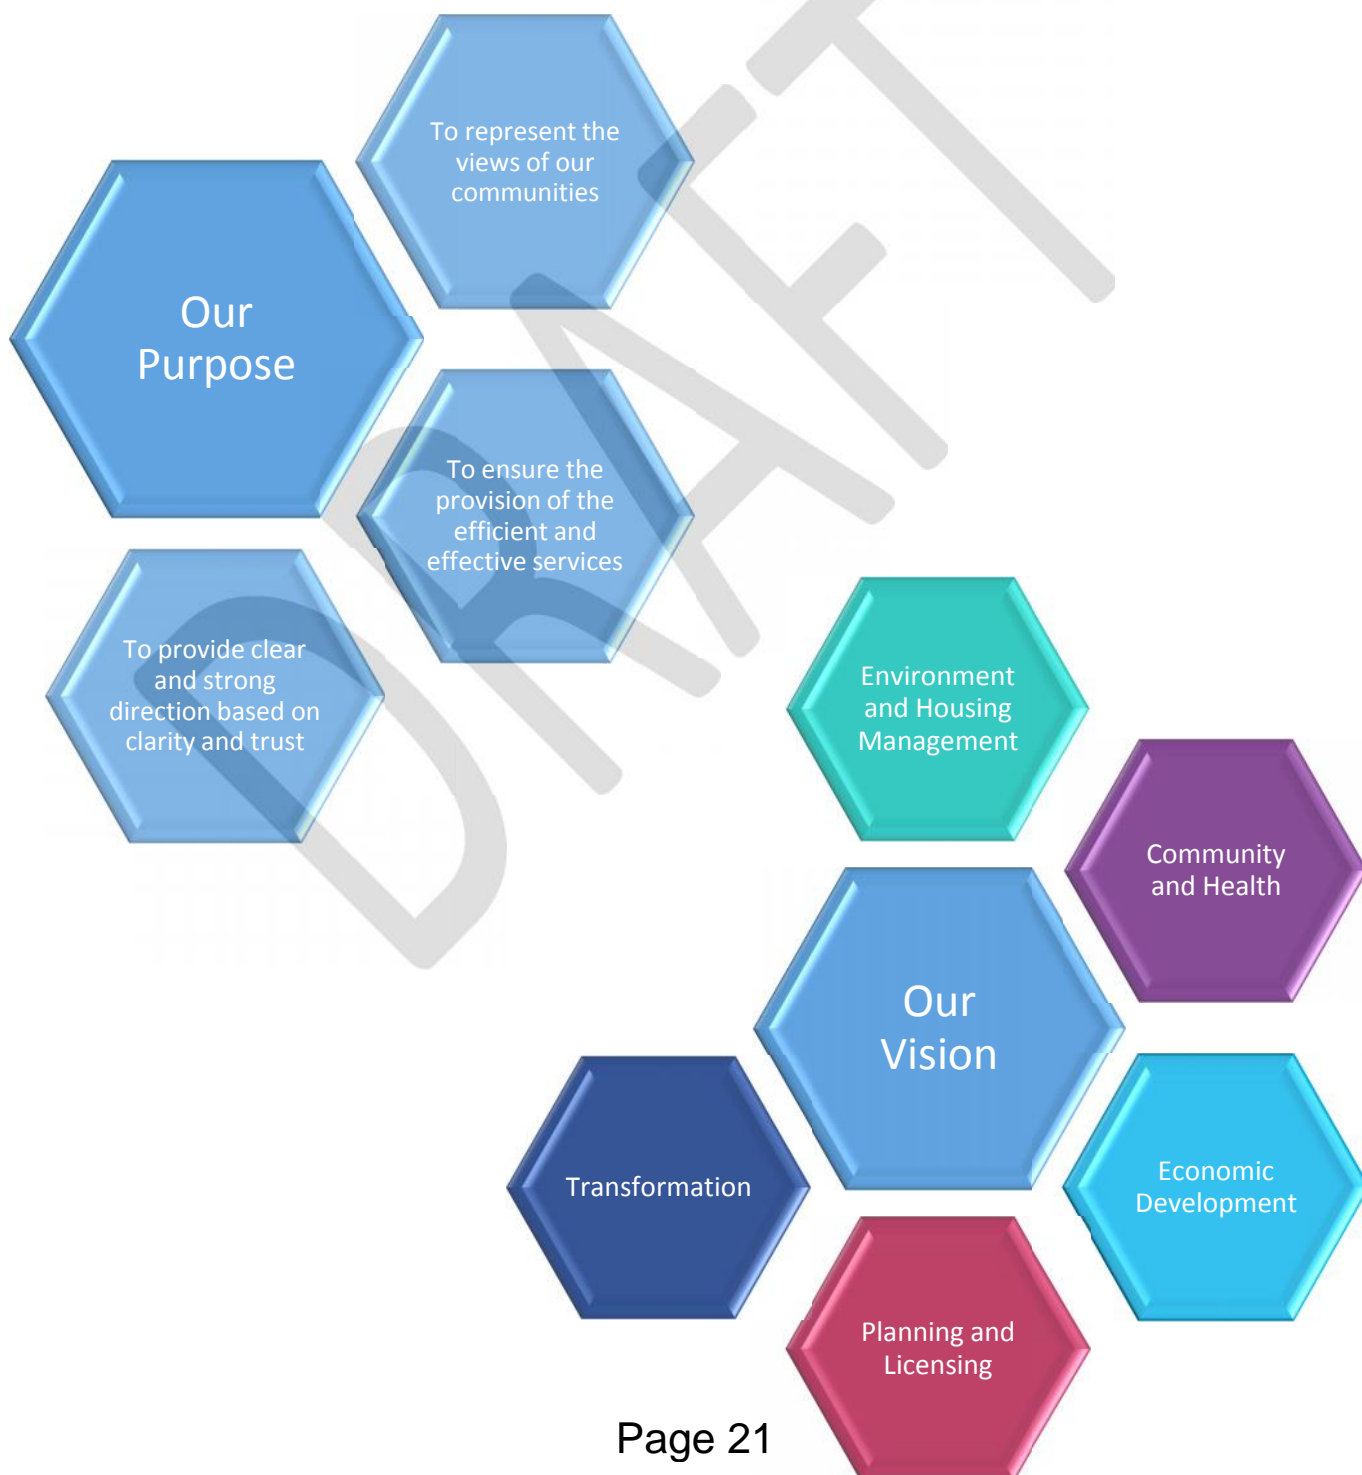 To represent the
views of our
communities
Our
Purpose
To ensure the
provision of the
efficient and
effective services
To provide clear
and strong
direction based on
clarity and trust
DRAFT
Environment
and Housing
Management
Community
and Health
Our
Vision
Transformation
Economic
Development
Planning and
Licensing
Page 21